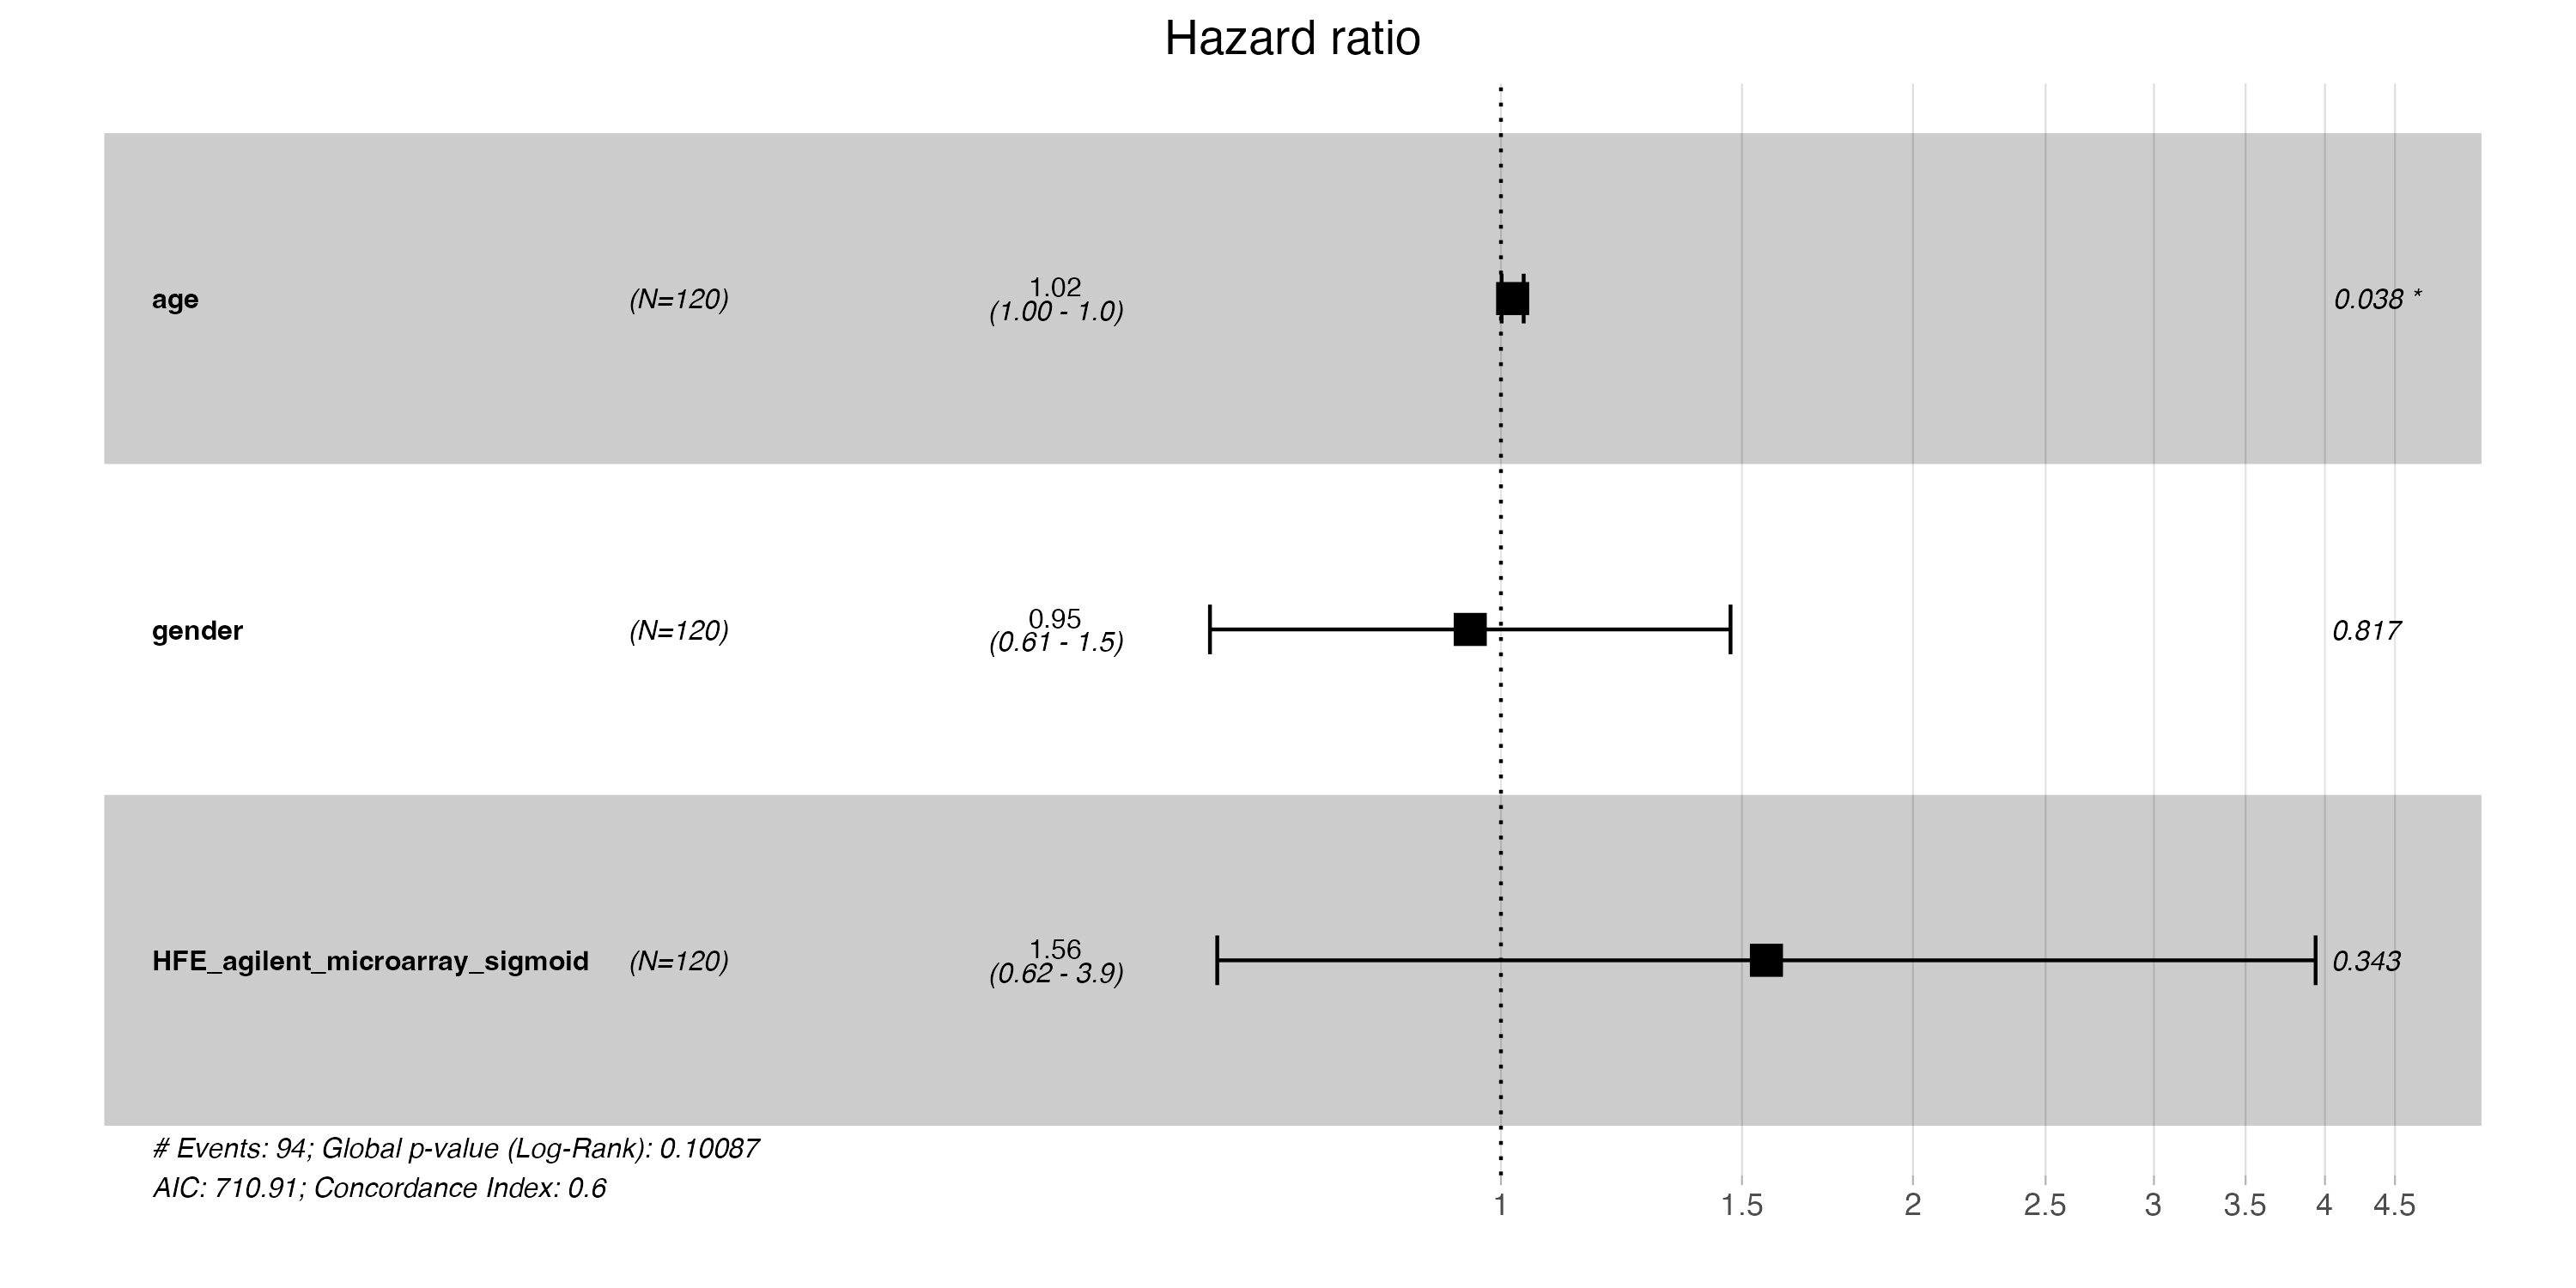 Hazard ratio
age (N=120) 1.02 0.038 *
(1.00 - 1.0)
gender (N=120) 0.95 0.817
(0.61 - 1.5)
HFE_agilent_microarray_sigmoid (N=120) 1.56 0.343
(0.62 - 3.9)
# Events: 94; Global p-value (Log-Rank): 0.10087
AIC: 710.91; Concordance Index: 0.6
1 1.5 2 2.5 3 3.5 4 4.5